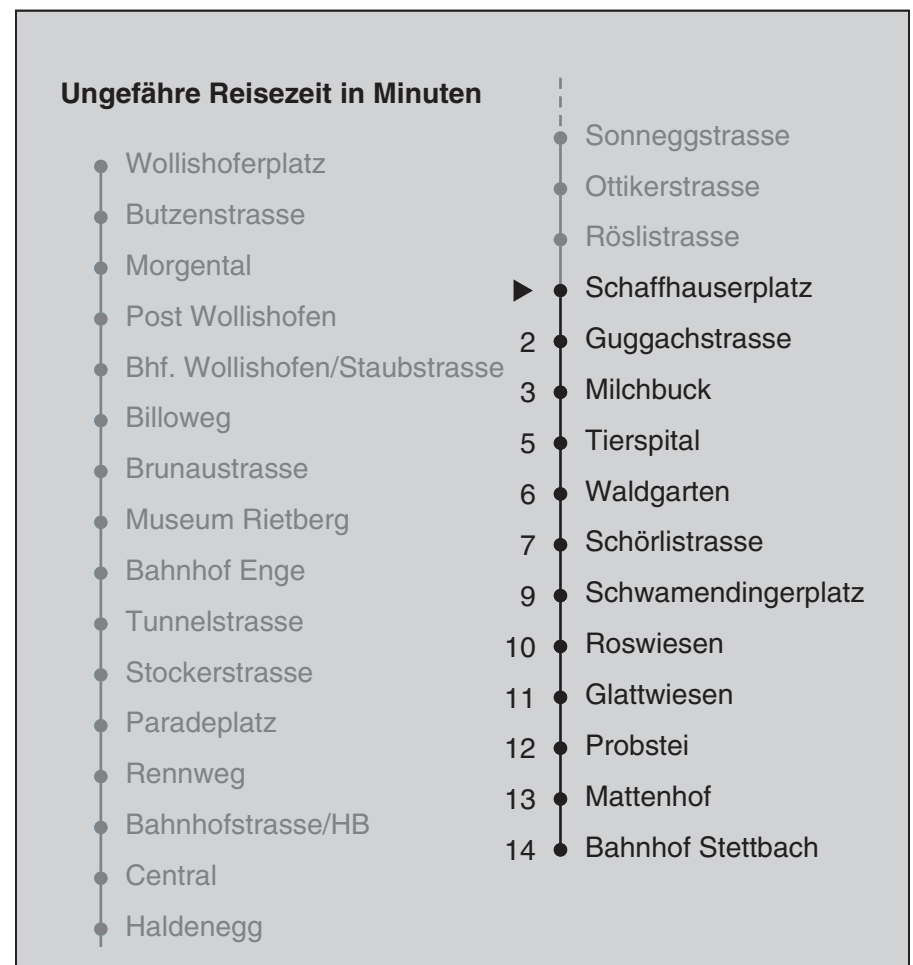 Ungefähre Reisezeit in Minuten
Wollishoferplatz
Butzenstrasse
Morgental
Post Wollishofen
Bhf. Wollishofen/Staubstrasse
Billoweg
Brunaustrasse
Museum Rietberg
Bahnhof Enge
Tunnelstrasse
Stockerstrasse
Paradeplatz
Rennweg
Bahnhofstrasse/HB
Central
Haldenegg
Sonneggstrasse
Ottikerstrasse
Röslistrasse
Schaffhauserplatz
2 Guggachstrasse
3 Milchbuck
5 Tierspital
6 Waldgarten
7 Schörlistrasse
9 Schwamendingerplatz
10 Roswiesen
11 Glattwiesen
12 Probstei
13 Mattenhof
14 Bahnhof Stettbach